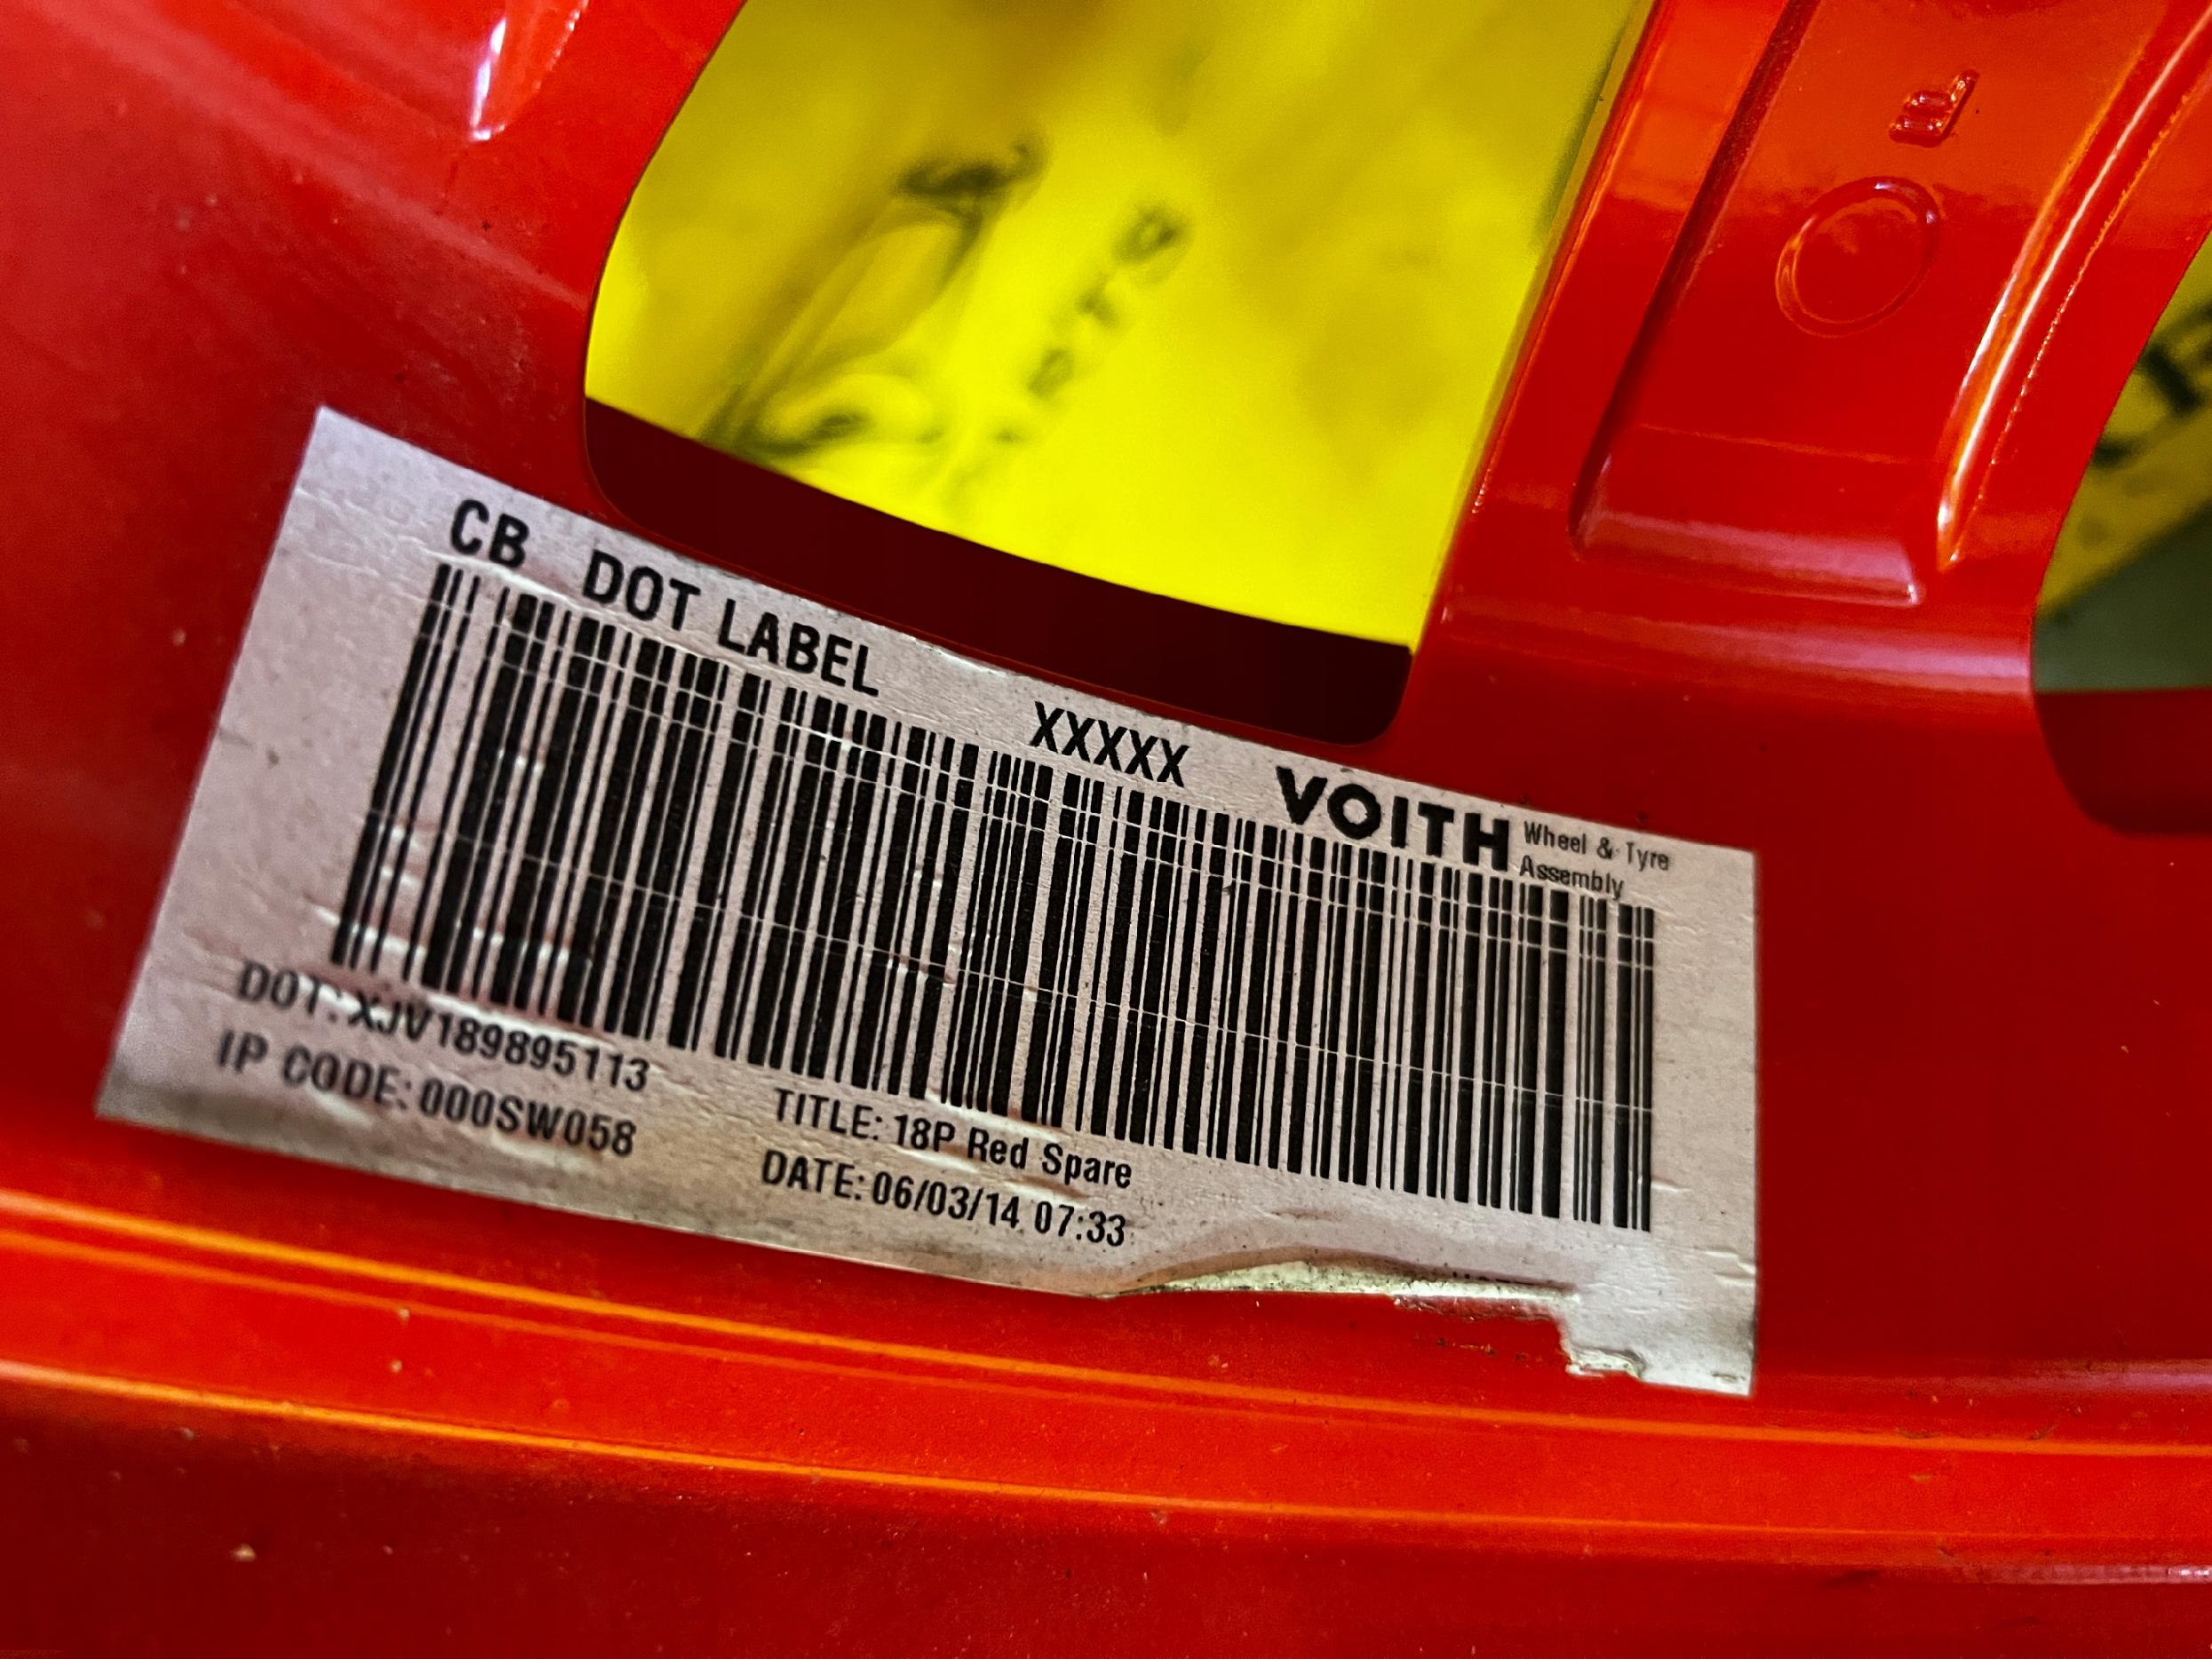 CB DOT LABEL XXXXX VOITH Wheel & Tyre
Assembly
DOT: XJV189895113
IP CODE: 000SW058
TITLE: 18P Red Spare
DATE: 06/03/14 07:33